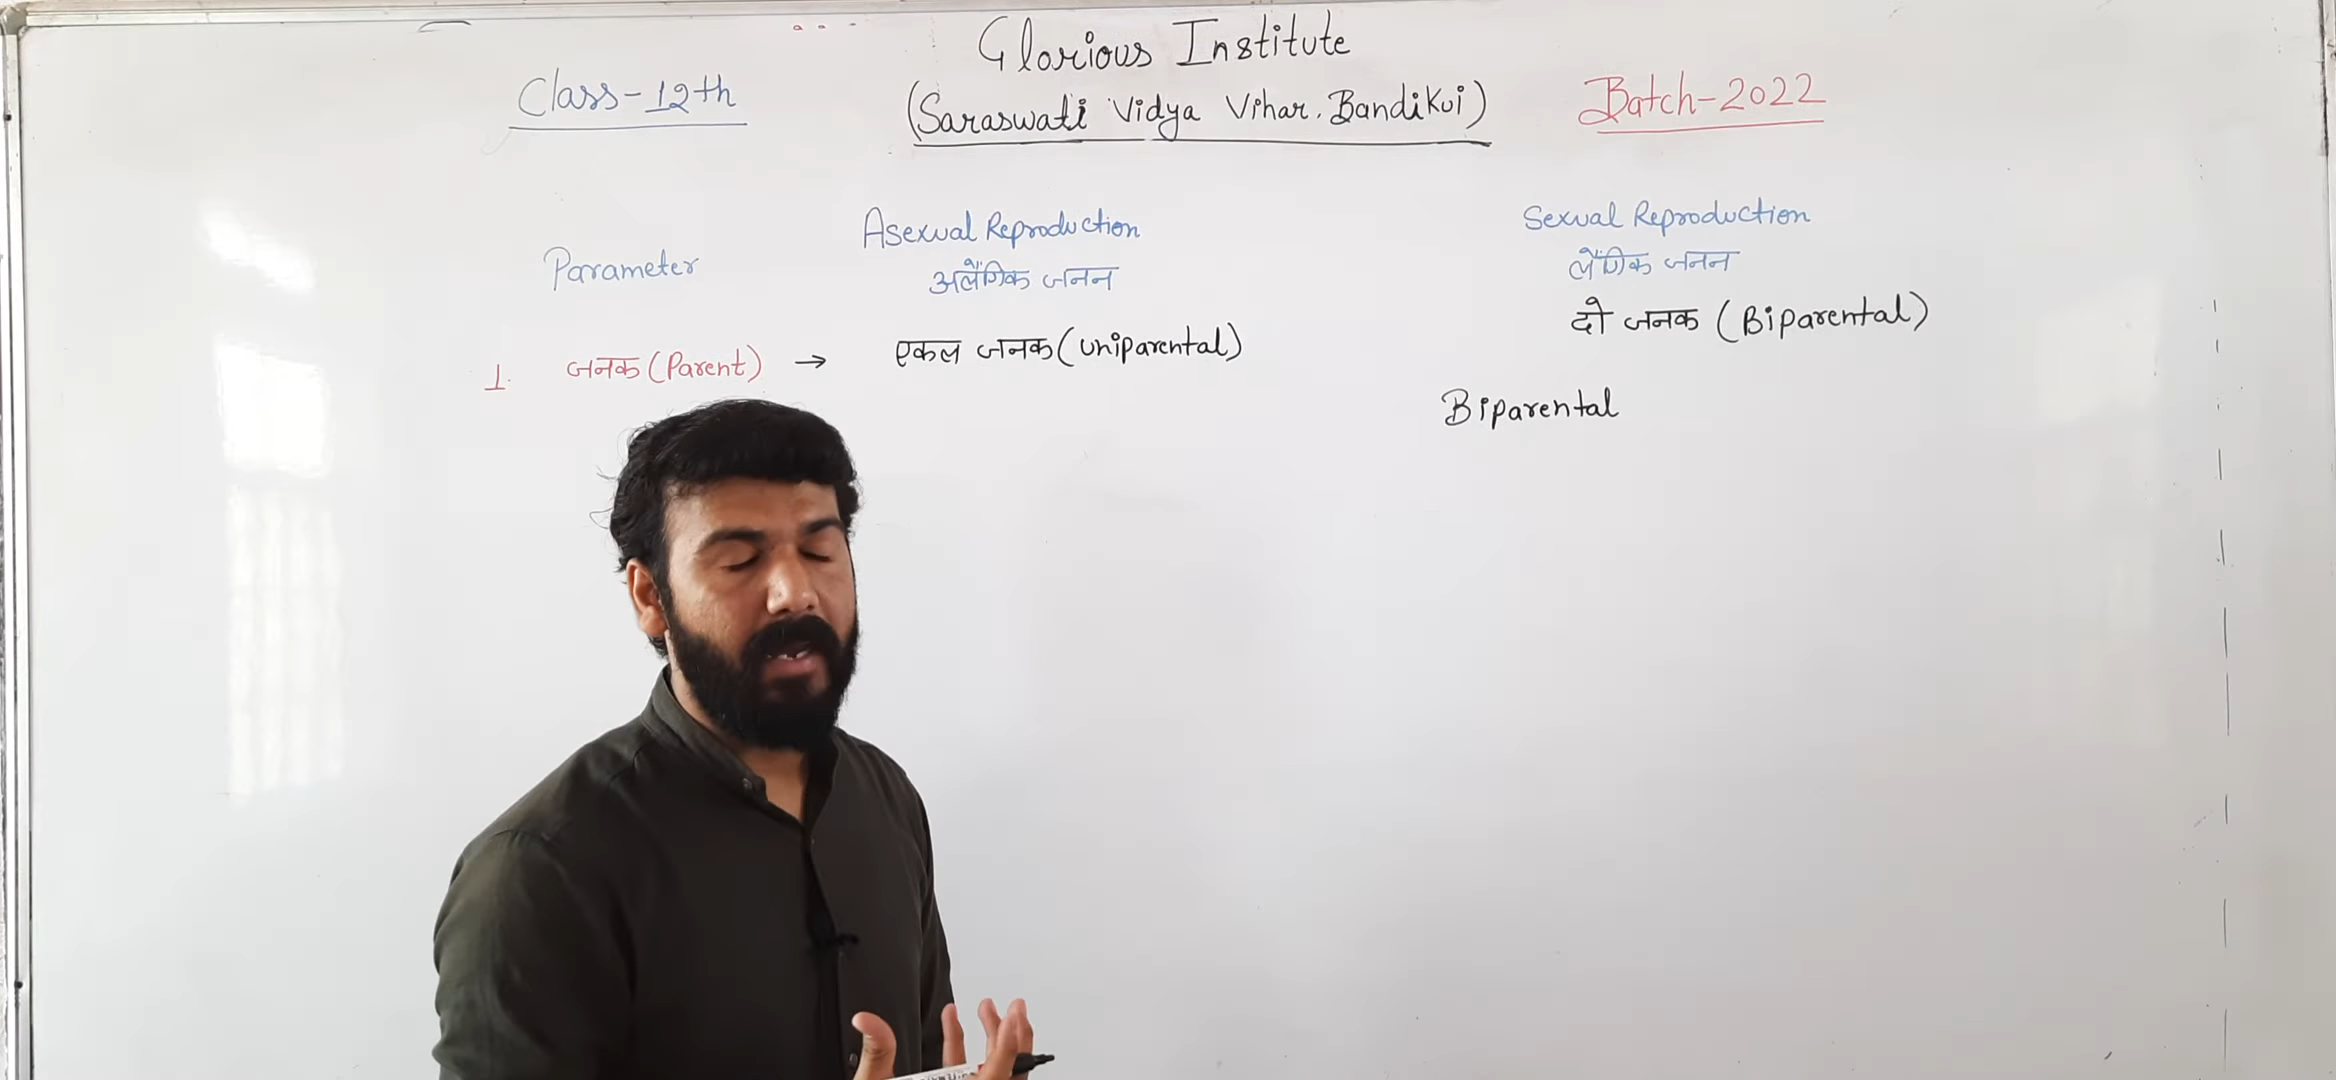 Glorious Institute
Class-12th
(Saraswati Vidya Vihar. Bandikui)
Batch-2022
Parameter
Asexual Reproduction
अलैंगिक जनन
Sexual Reproduction
लैंगिक जनन
1. जनक (Parent) →
एकल जनक (Uniparental)
दो जनक (Biparental)
Biparental